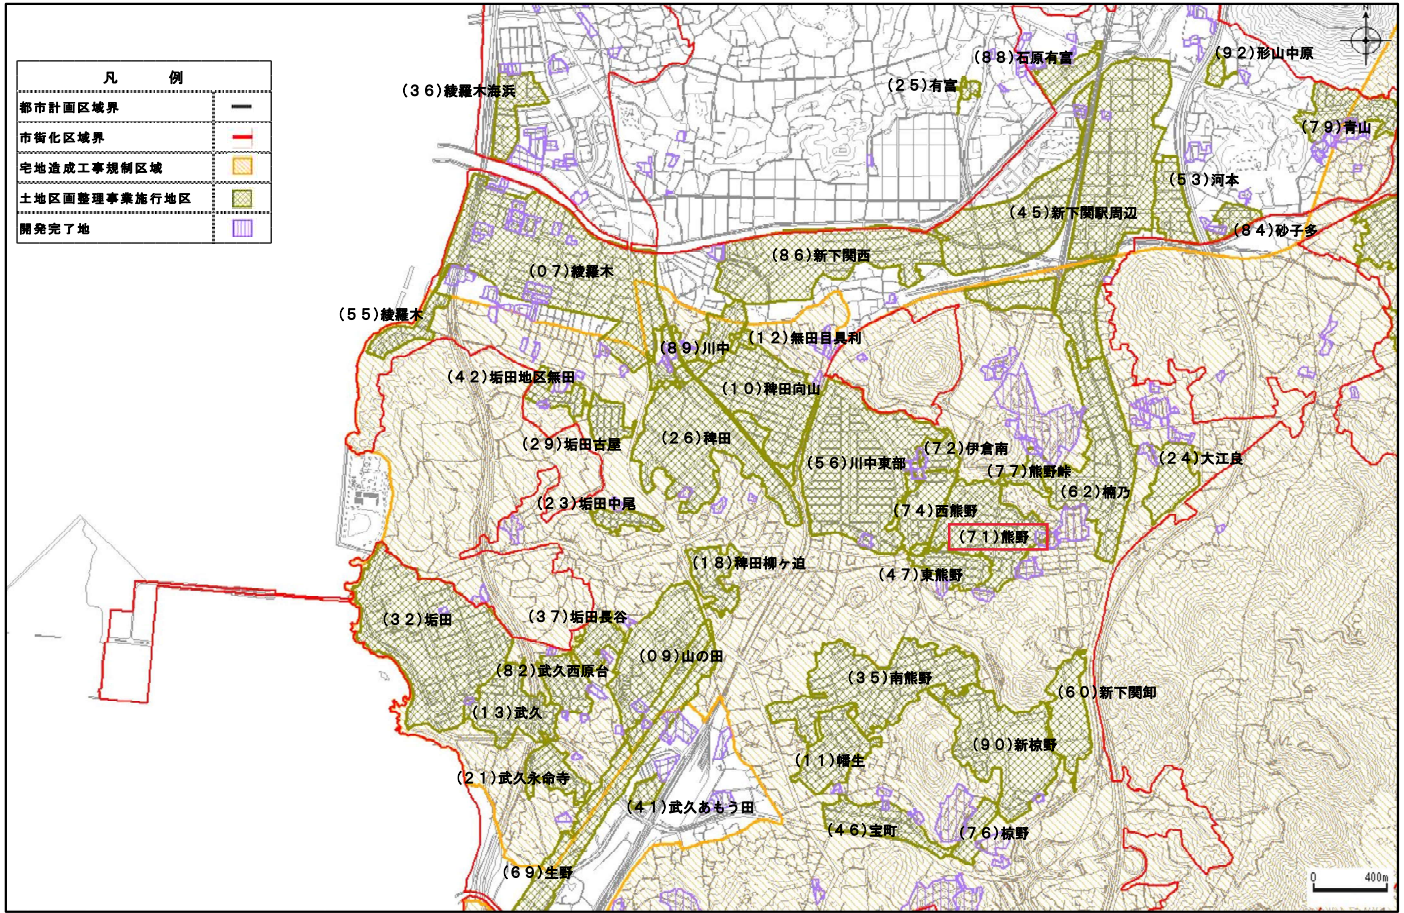 凡 例
都市計画区域界
市街化区域界
宅地造成工事規制区域
土地区画整理事業施行地区
開発完了地
(36)綾羅木海浜
(88)石原有富
(92)形山中原
(25)有富
(79)青山
(53)河本
(45)新下関駅周辺
(84)砂子多
(86)新下関西
(07)綾羅木
(55)綾羅木
(12)無田目具利
(89)川中
(42)垢田地区無田
(10)稗田向山
(29)垢田古屋
(26)稗田
(72)伊倉南
(56)川中東部
(24)大江良
(77)熊野峠
(62)楠乃
(23)垢田中尾
(74)西熊野
(71)熊野
(18)稗田柳ヶ迫
(47)東熊野
(32)垢田
(37)垢田長谷
(09)山の田
(82)武久西原台
(35)南熊野
(60)新下関卸
(13)武久
(90)新椋野
(11)幡生
(21)武久永命寺
(41)武久あもう田
(46)宝町
(76)椋野
(69)生野
0 400m